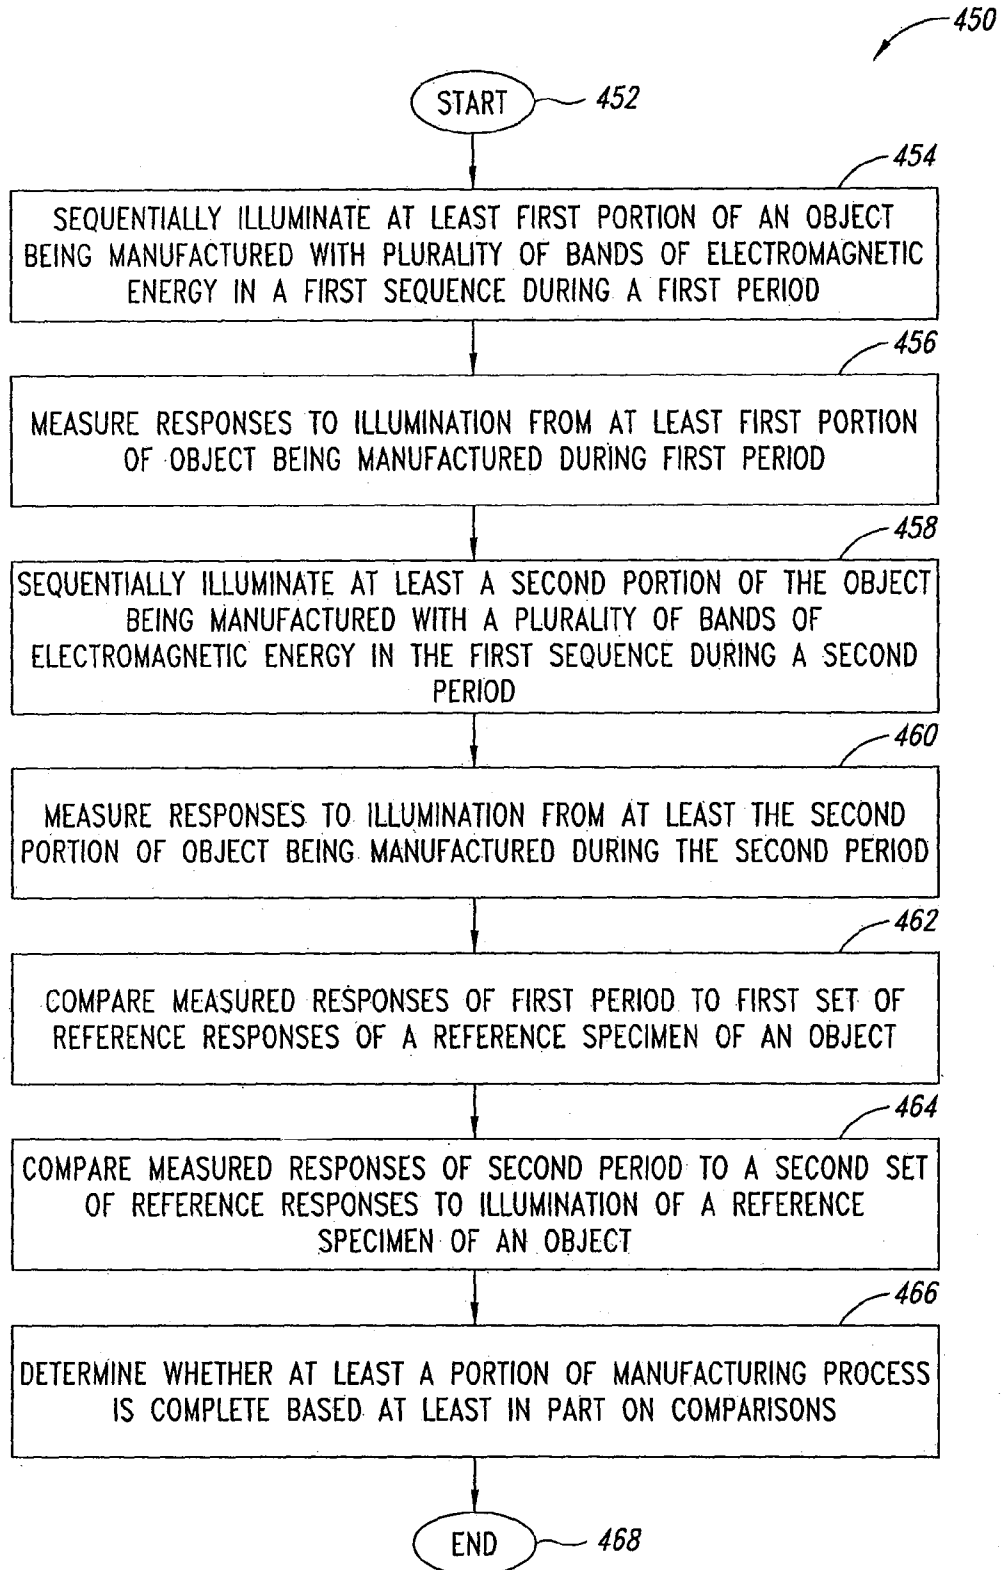 450
START
452
454
SEQUENTIALLY ILLUMINATE AT LEAST FIRST PORTION OF AN OBJECT
BEING MANUFACTURED WITH PLURALITY OF BANDS OF ELECTROMAGNETIC
ENERGY IN A FIRST SEQUENCE DURING A FIRST PERIOD
456
MEASURE RESPONSES TO ILLUMINATION FROM AT LEAST FIRST PORTION
OF OBJECT BEING MANUFACTURED DURING FIRST PERIOD
458
SEQUENTIALLY ILLUMINATE AT LEAST A SECOND PORTION OF THE OBJECT
BEING MANUFACTURED WITH A PLURALITY OF BANDS OF
ELECTROMAGNETIC ENERGY IN THE FIRST SEQUENCE DURING A SECOND
PERIOD
460
MEASURE RESPONSES TO ILLUMINATION FROM AT LEAST THE SECOND
PORTION OF OBJECT BEING MANUFACTURED DURING THE SECOND PERIOD
462
COMPARE MEASURED RESPONSES OF FIRST PERIOD TO FIRST SET OF
REFERENCE RESPONSES OF A REFERENCE SPECIMEN OF AN OBJECT
464
COMPARE MEASURED RESPONSES OF SECOND PERIOD TO A SECOND SET
OF REFERENCE RESPONSES TO ILLUMINATION OF A REFERENCE
SPECIMEN OF AN OBJECT
466
DETERMINE WHETHER AT LEAST A PORTION OF MANUFACTURING PROCESS
IS COMPLETE BASED AT LEAST IN PART ON COMPARISONS
END
468